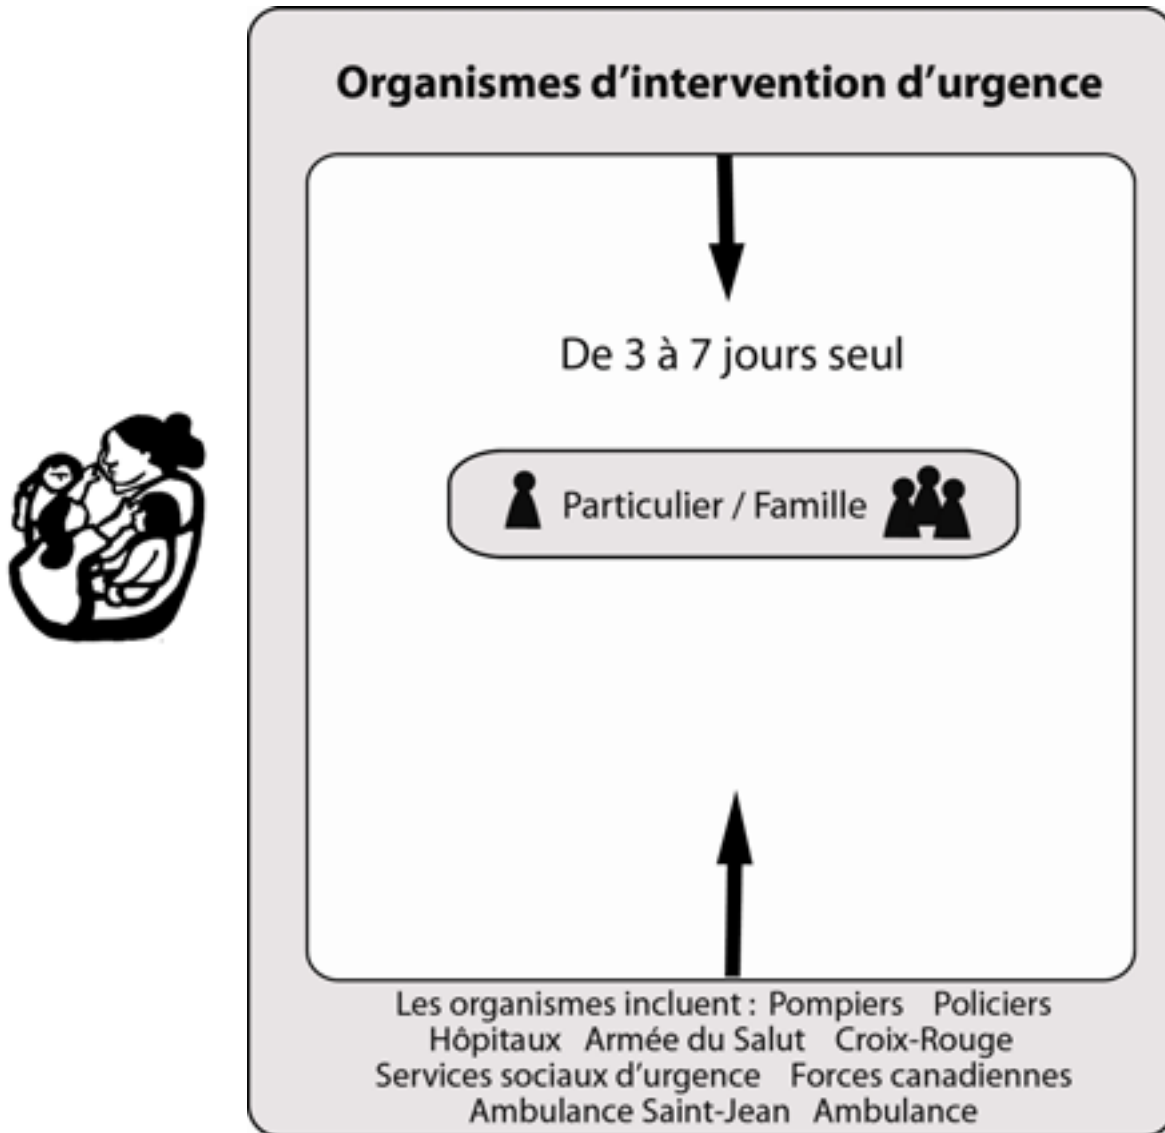 Organismes d’intervention d’urgence
De 3 à 7 jours seul
Particulier / Famille
Les organismes incluent : Pompiers Policiers
Hôpitaux Armée du Salut Croix-Rouge
Services sociaux d’urgence Forces canadiennes
Ambulance Saint-Jean Ambulance